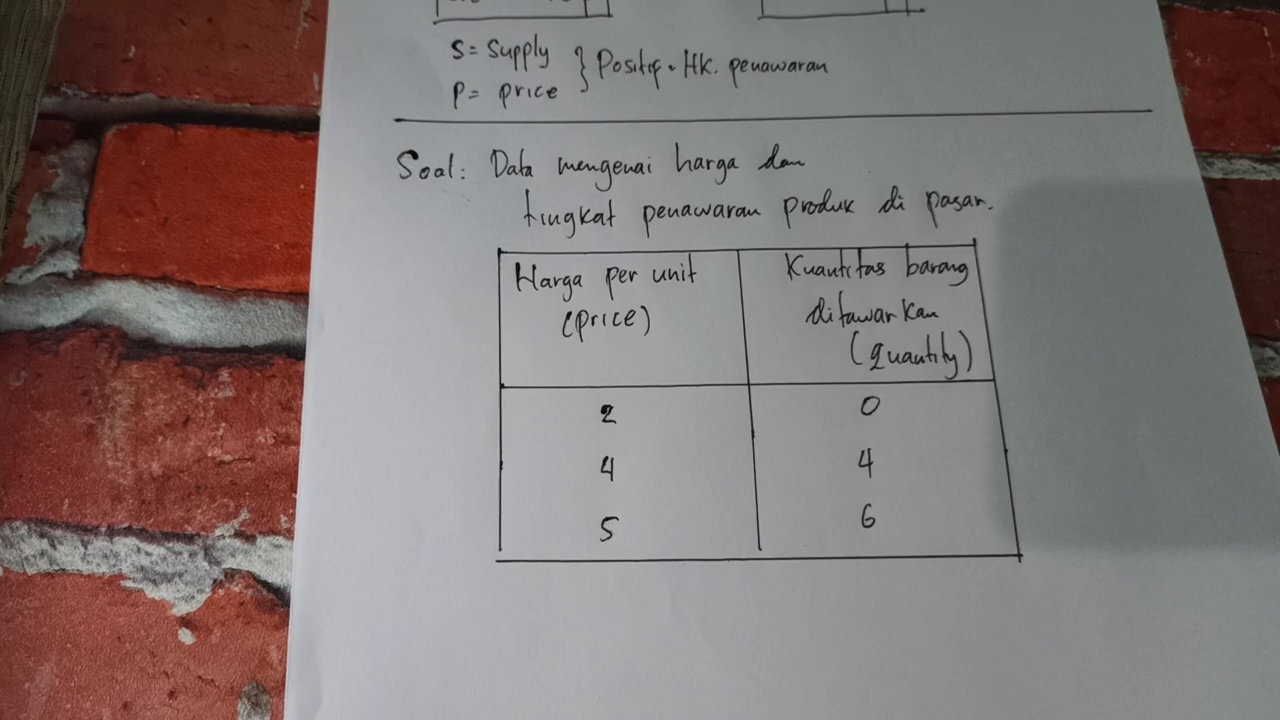 S = Supply
P = price
} Positif = Hk. penawaran
Soal: Data mengenai harga dan
tingkat penawaran produk di pasar.
Harga per unit
(price)
Kuantitas barang
ditawarkan
(quantity)
2 0
4 4
5 6